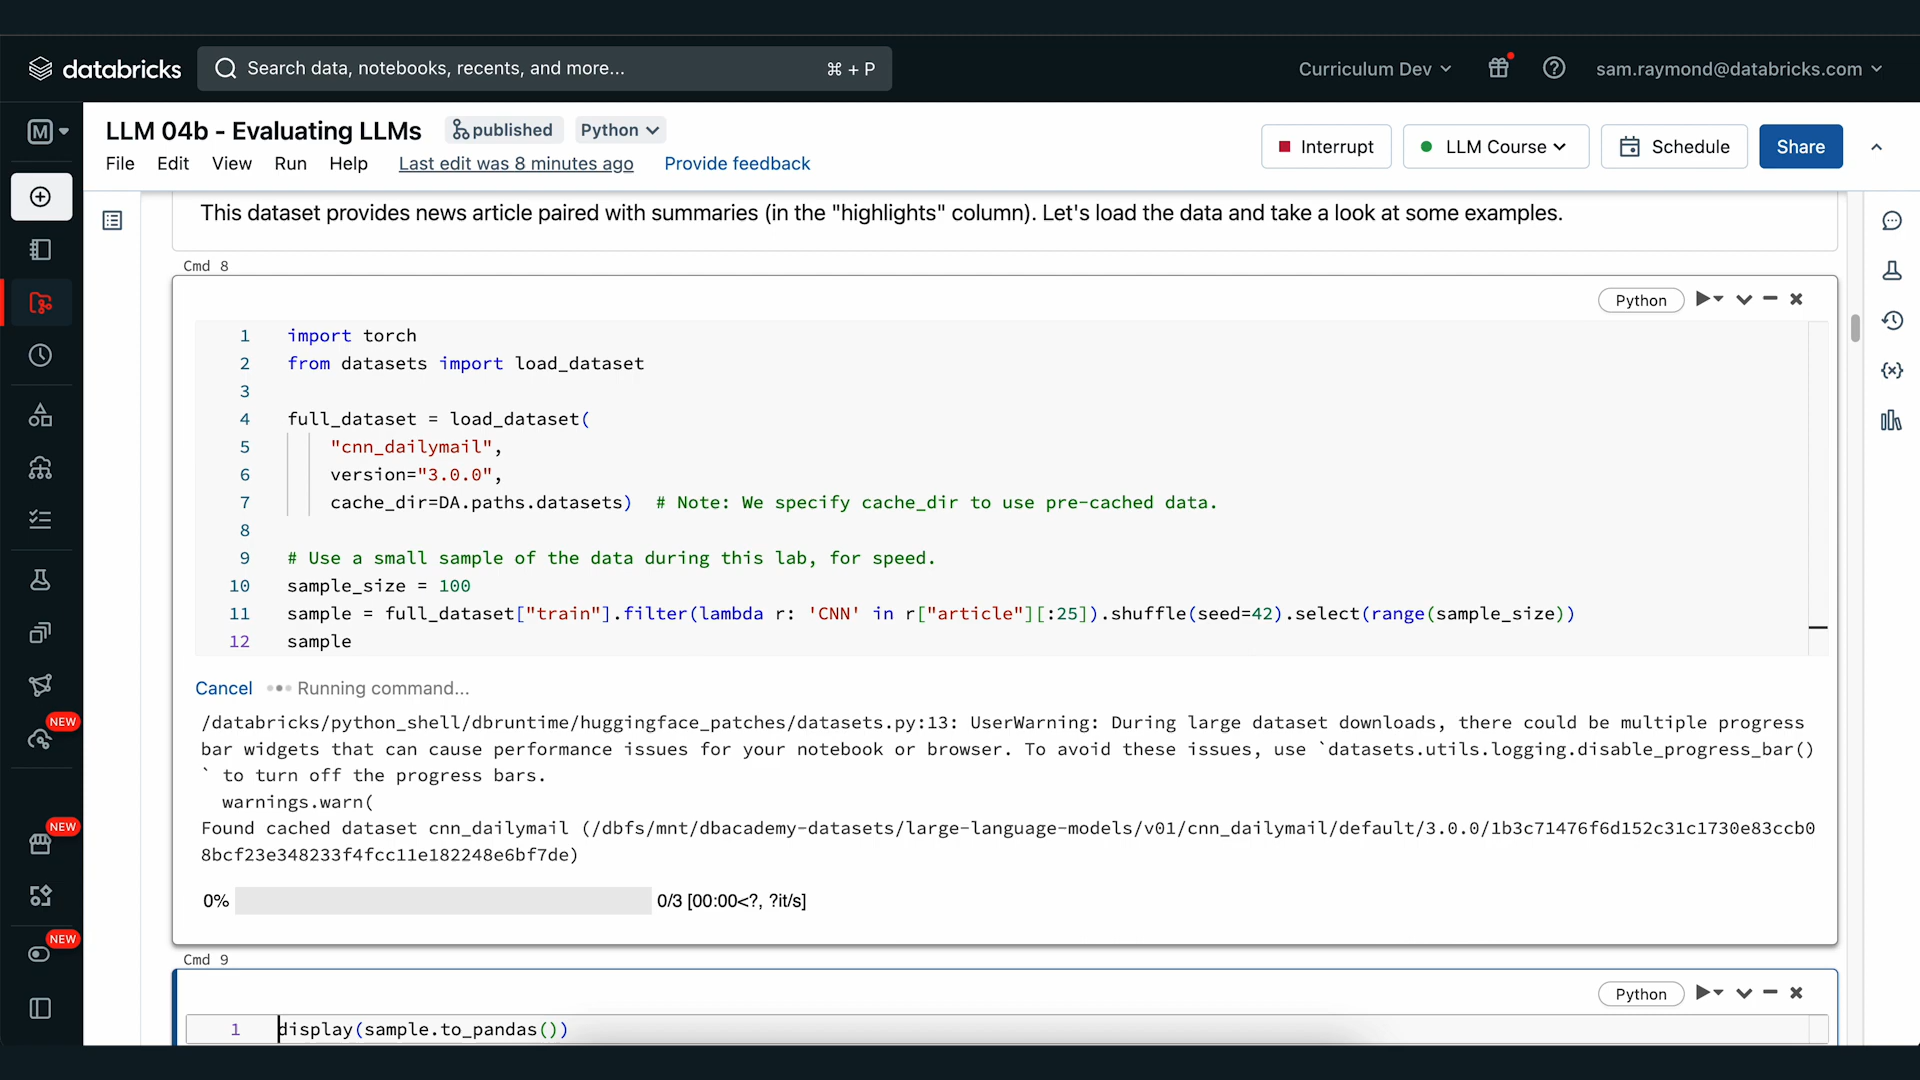 databricks
Search data, notebooks, recents, and more...
⌘ + P
Curriculum Dev
sam.raymond@databricks.com
M
LLM 04b - Evaluating LLMs
published
Python
File Edit View Run Help Last edit was 8 minutes ago Provide feedback
Interrupt
LLM Course
Schedule
Share
This dataset provides news article paired with summaries (in the "highlights" column). Let's load the data and take a look at some examples.
Cmd 8
Python
1 import torch
2 from datasets import load_dataset
3
4 full_dataset = load_dataset(
5 "cnn_dailymail",
6 version="3.0.0",
7 cache_dir=DA.paths.datasets) # Note: We specify cache_dir to use pre-cached data.
8
9 # Use a small sample of the data during this lab, for speed.
10 sample_size = 100
11 sample = full_dataset["train"].filter(lambda r: 'CNN' in r["article"][:25]).shuffle(seed=42).select(range(sample_size))
12 sample
Cancel Running command...
/databricks/python_shell/dbruntime/huggingface_patches/datasets.py:13: UserWarning: During large dataset downloads, there could be multiple progress
bar widgets that can cause performance issues for your notebook or browser. To avoid these issues, use `datasets.utils.logging.disable_progress_bar()
` to turn off the progress bars.
warnings.warn(
Found cached dataset cnn_dailymail (/dbfs/mnt/dbacademy-datasets/large-language-models/v01/cnn_dailymail/default/3.0.0/1b3c71476f6d152c31c1730e83ccb0
8bcf23e348233f4fcc11e182248e6bf7de)
0% 0/3 [00:00<?, ?it/s]
Cmd 9
Python
1 display(sample.to_pandas())
NEW
NEW
NEW